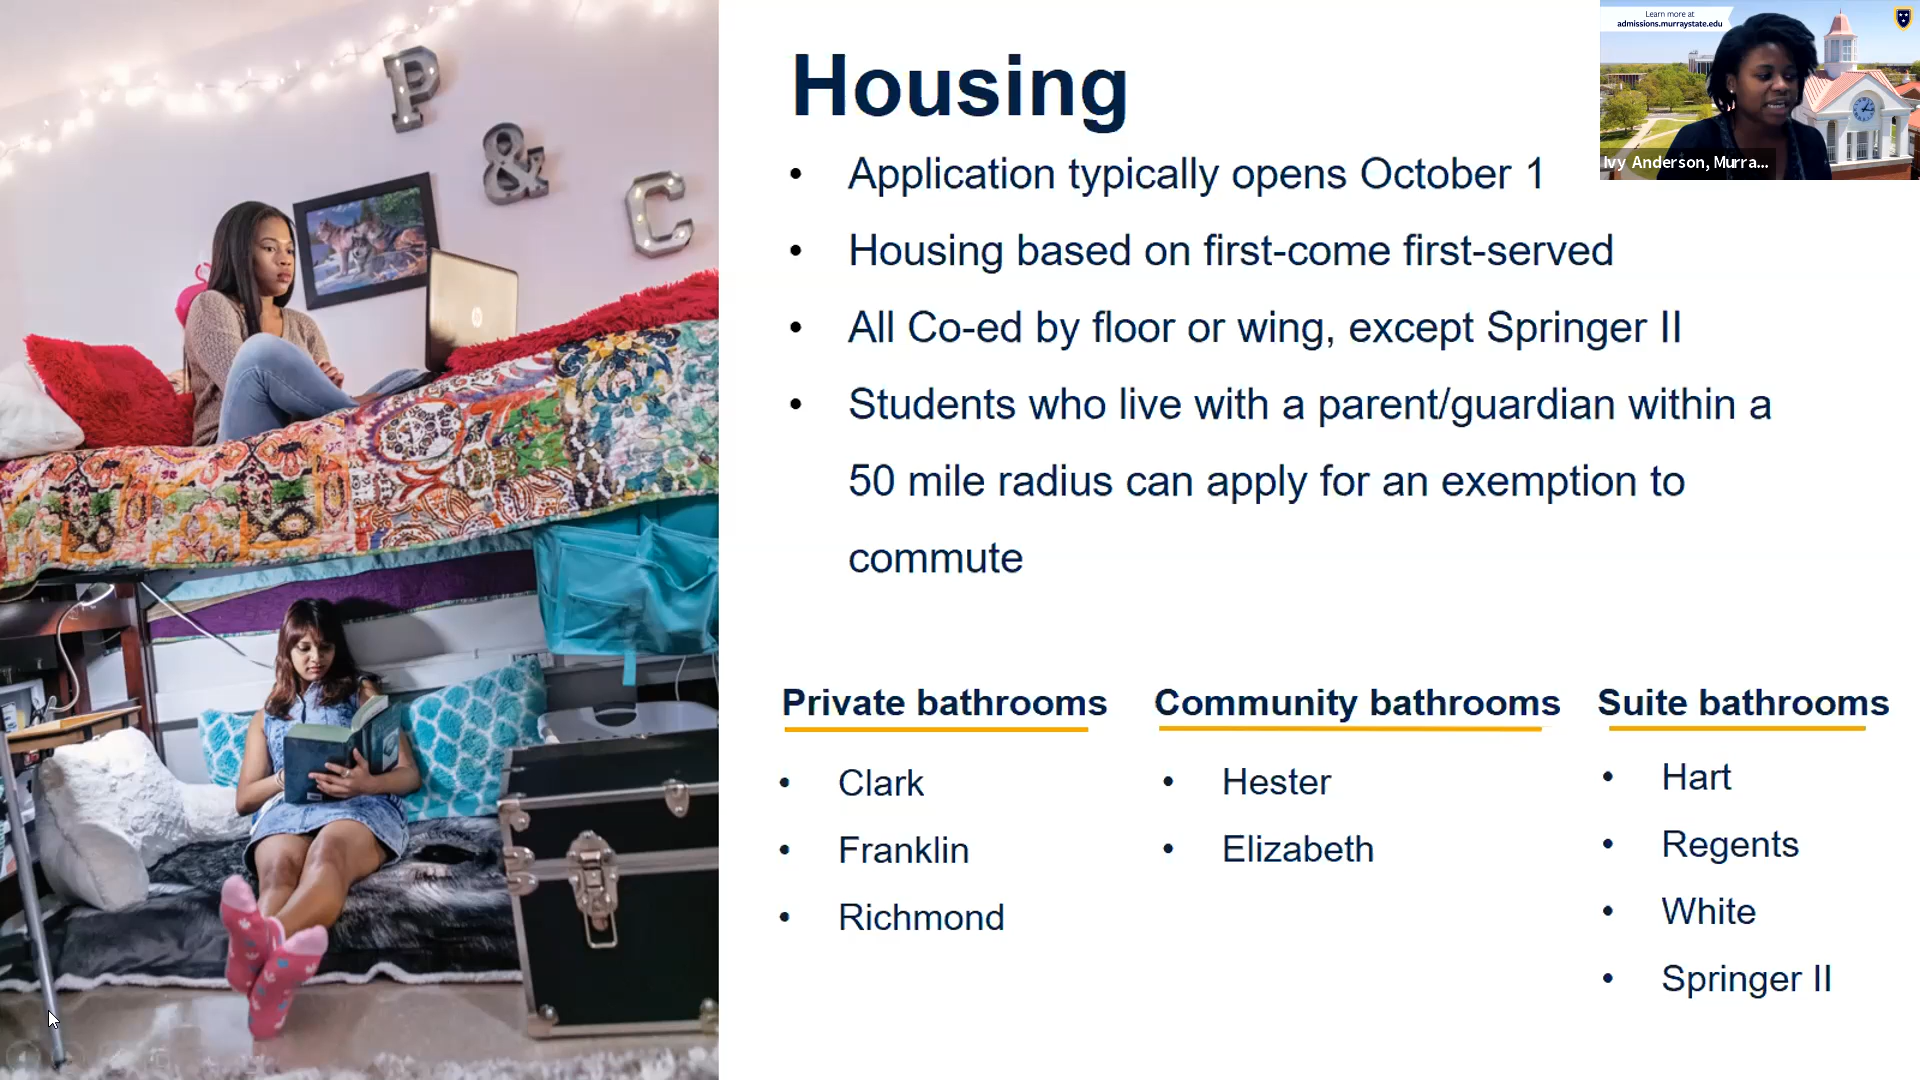 P
&
C
Housing
• Application typically opens October 1
• Housing based on first-come first-served
• All Co-ed by floor or wing, except Springer II
• Students who live with a parent/guardian within a
50 mile radius can apply for an exemption to
commute
Private bathrooms
• Clark
• Franklin
• Richmond
Community bathrooms
• Hester
• Elizabeth
Suite bathrooms
• Hart
• Regents
• White
• Springer II
Learn more at
admissions.murraystate.edu
Ivy Anderson, Murra...